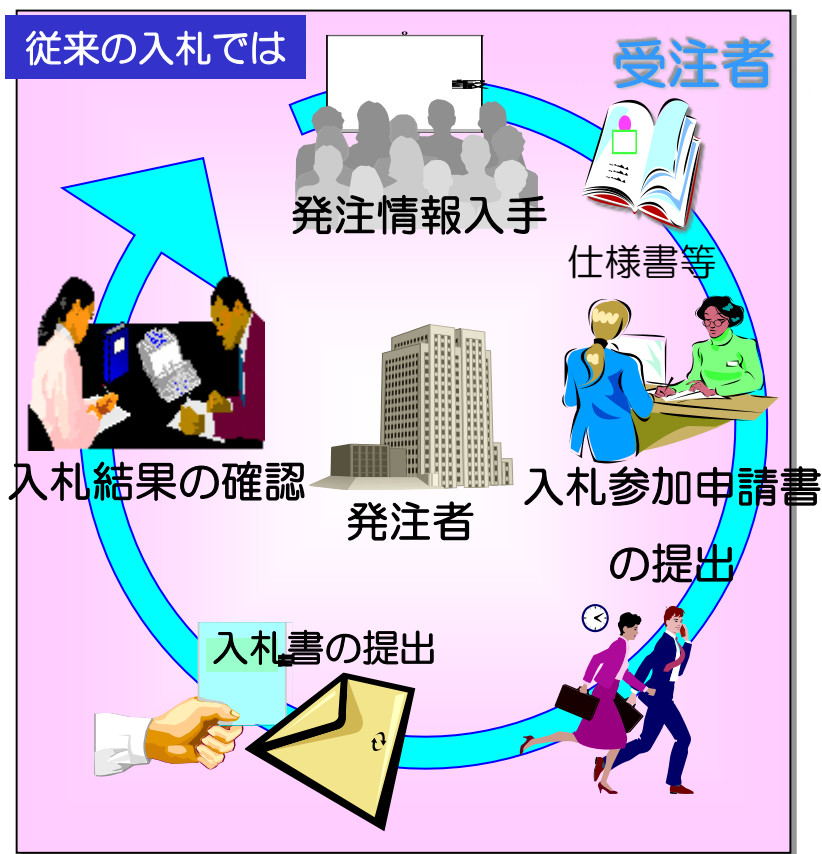 従来の入札では
受注者
発注情報入手
仕様書等
入札参加申請書
の提出
発注者
入札結果の確認
入札書の提出